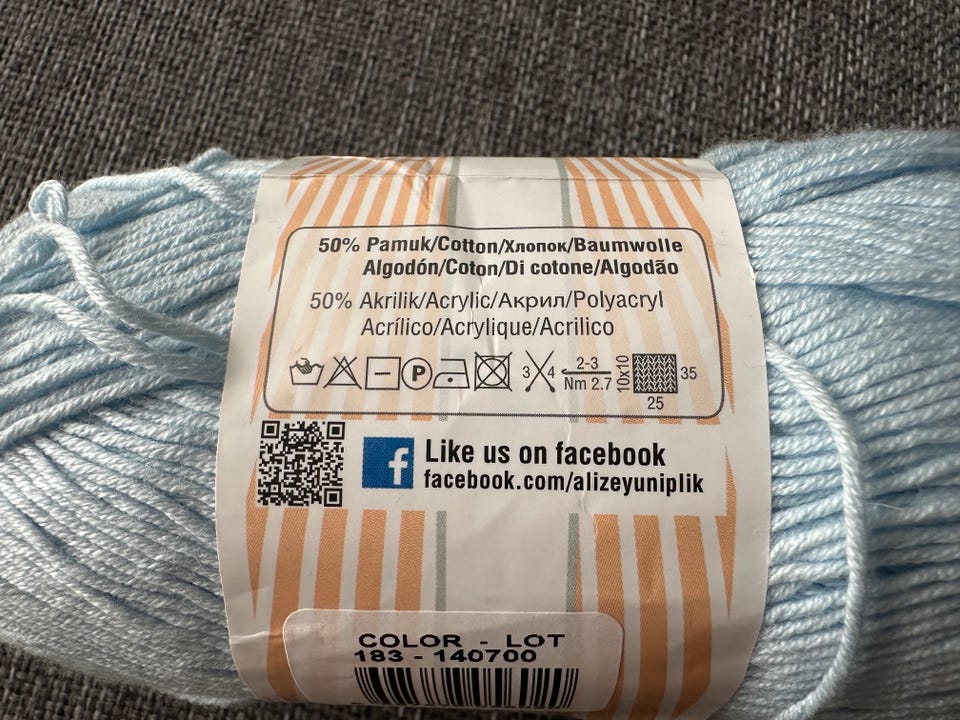 50% Pamuk/Cotton/Хлопок/Baumwolle
Algodón/Coton/Di cotone/Algodão
50% Akrilik/Acrylic/Акрил/Polyacryl
Acrílico/Acrylique/Acrilico
P 3 4 2-3 Nm 2.7 10x10 35
25
f Like us on facebook
facebook.com/alizeyuniplik
COLOR - LOT
183 - 140700